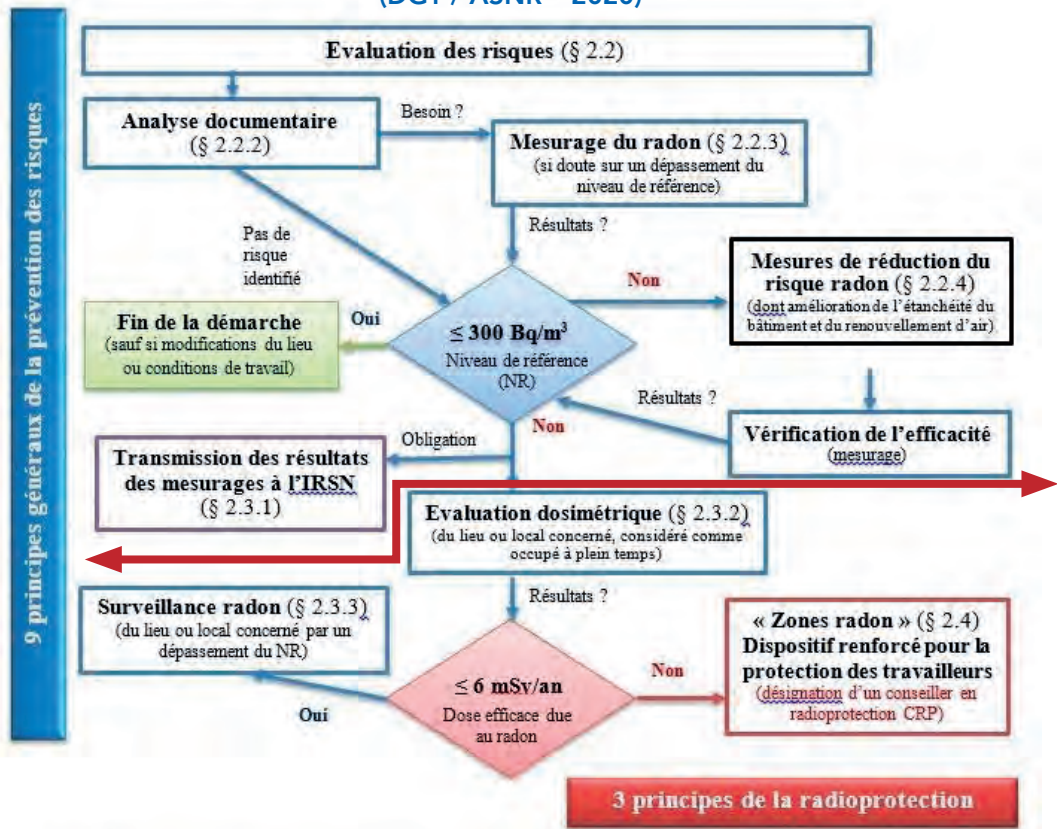 (DGT / ASNR - 2020)
9 principes généraux de la prévention des risques
Evaluation des risques (§ 2.2)
Analyse documentaire
(§ 2.2.2)
Besoin ?
Mesurage du radon (§ 2.2.3)
(si doute sur un dépassement du
niveau de référence)
Pas de
risque
identifié
Résultats ?
Mesures de réduction du
risque radon (§ 2.2.4)
(dont amélioration de l'étanchéité du
bâtiment et du renouvellement d'air)
Non
Fin de la démarche
(sauf si modifications du lieu
ou conditions de travail)
Oui
≤ 300 Bq/m³
Niveau de référence
(NR)
Résultats ?
Vérification de l'efficacité
(mesurage)
Obligation
Non
Transmission des résultats
des mesurages à l'IRSN
(§ 2.3.1)
Evaluation dosimétrique (§ 2.3.2)
(du lieu ou local concerné, considéré comme
occupé à plein temps)
Résultats ?
Surveillance radon (§ 2.3.3)
(du lieu ou local concerné par un
dépassement du NR)
Oui
≤ 6 mSv/an
Dose efficace due
au radon
Non
« Zones radon » (§ 2.4)
Dispositif renforcé pour la
protection des travailleurs
(désignation d'un conseiller en
radioprotection CRP)
3 principes de la radioprotection